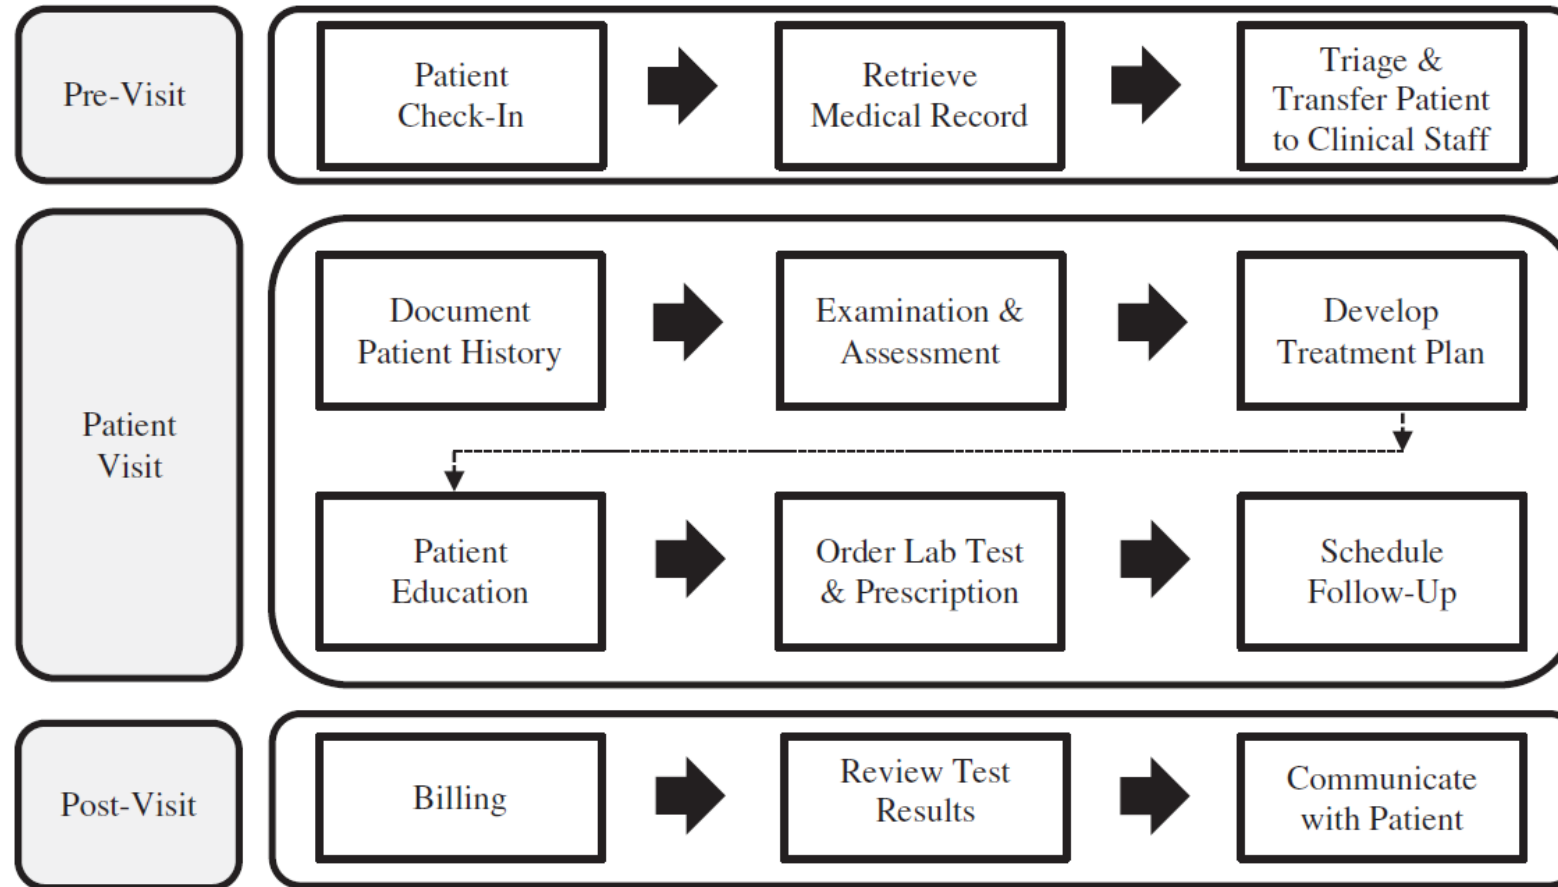 Pre-Visit
Patient
Check-In
Retrieve
Medical Record
Triage &
Transfer Patient
to Clinical Staff
Patient
Visit
Document
Patient History
Examination &
Assessment
Develop
Treatment Plan
Patient
Education
Order Lab Test
& Prescription
Schedule
Follow-Up
Post-Visit
Billing
Review Test
Results
Communicate
with Patient